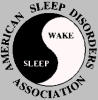 AMERICAN SLEEP DISORDERS
WAKE
SLEEP
ASSOCIATION